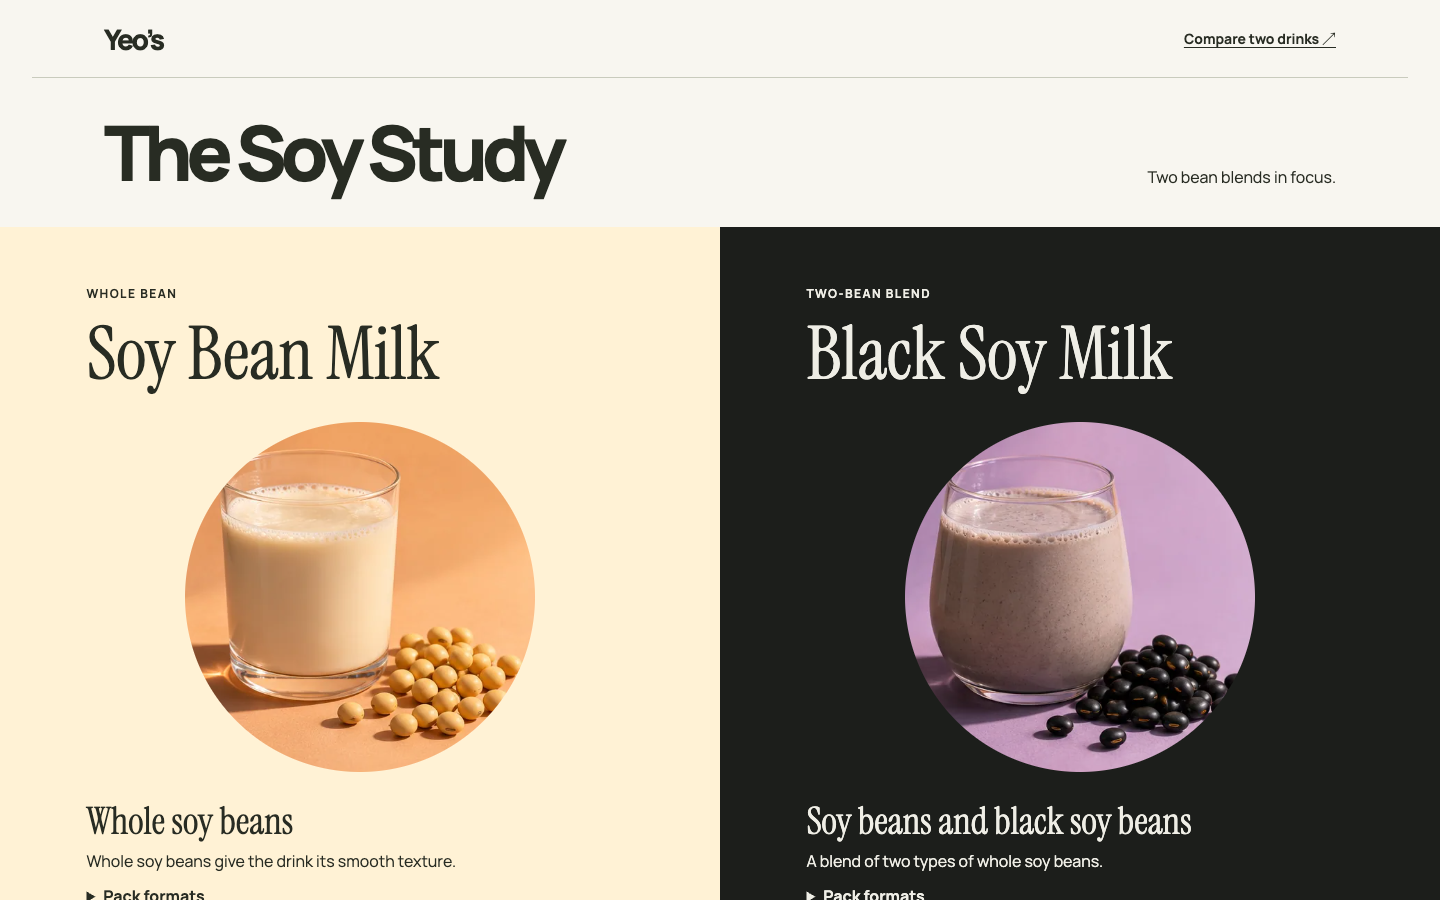 Yeo's
Compare two drinks ↗
The Soy Study
Two bean blends in focus.
WHOLE BEAN
Soy Bean Milk
Whole soy beans
Whole soy beans give the drink its smooth texture.
▶ Pack formats
TWO-BEAN BLEND
Black Soy Milk
Soy beans and black soy beans
A blend of two types of whole soy beans.
▶ Pack formats